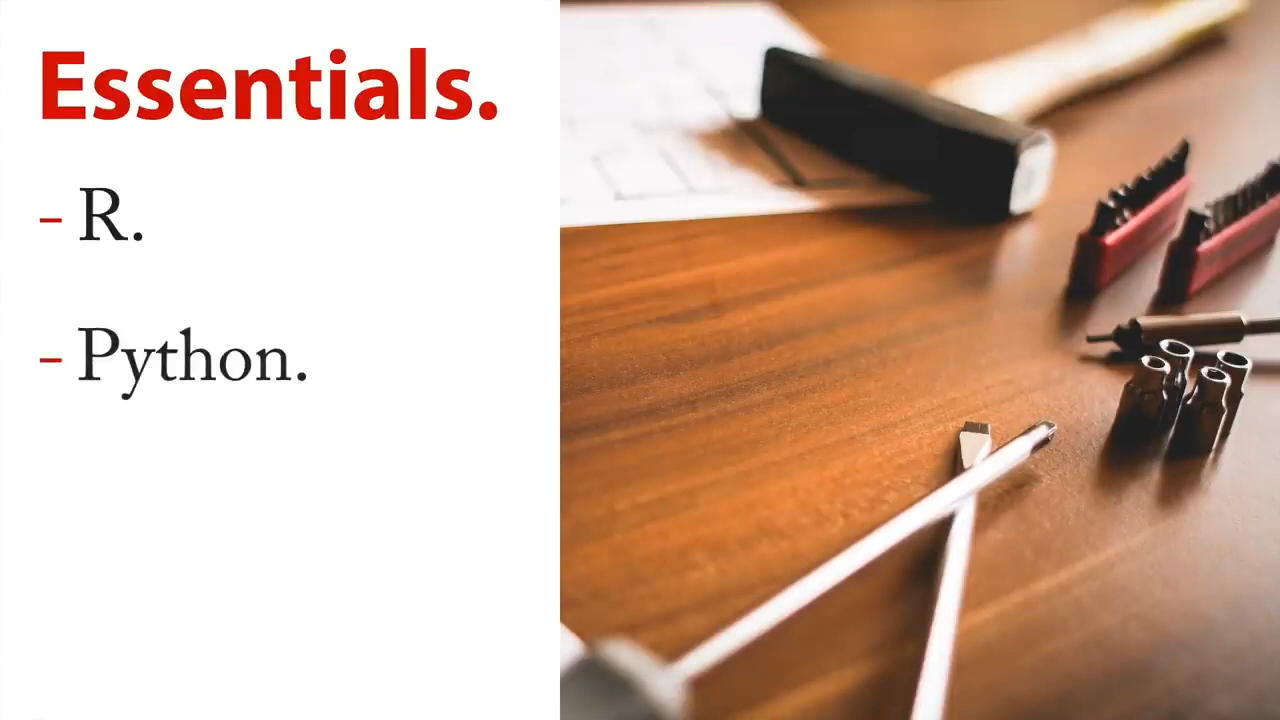 Essentials.
- R.
- Python.